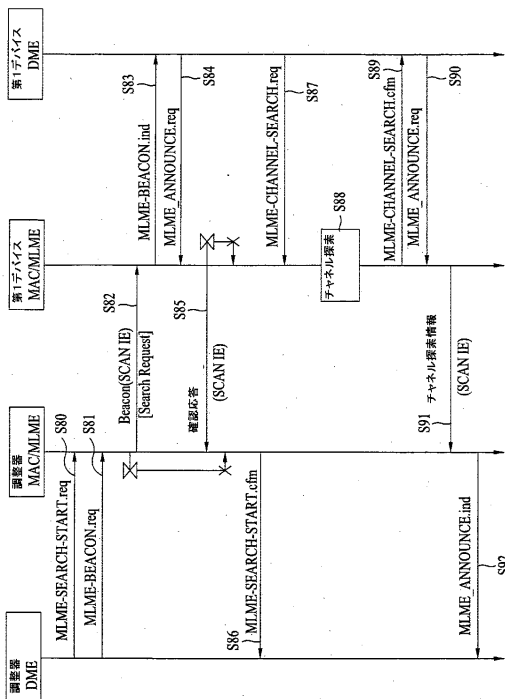 調整器
DME
調整器
MAC/MLME
第1デバイス
MAC/MLME
第1デバイス
DME
MLME-SEARCH-START.req
S80
MLME-BEACON.req
S81
Beacon(SCAN IE)
[Search Request]
S82
MLME-BEACON.ind
S83
MLME_ANNOUNCE.req
S84
確認応答
(SCAN IE)
S85
S86
MLME-SEARCH-START.cfm
MLME-CHANNEL-SEARCH.req
S87
チャネル探索
S88
MLME-CHANNEL-SEARCH.cfm
S89
MLME_ANNOUNCE.req
S90
S91
チャネル探索情報
(SCAN IE)
MLME_ANNOUNCE.ind
S92